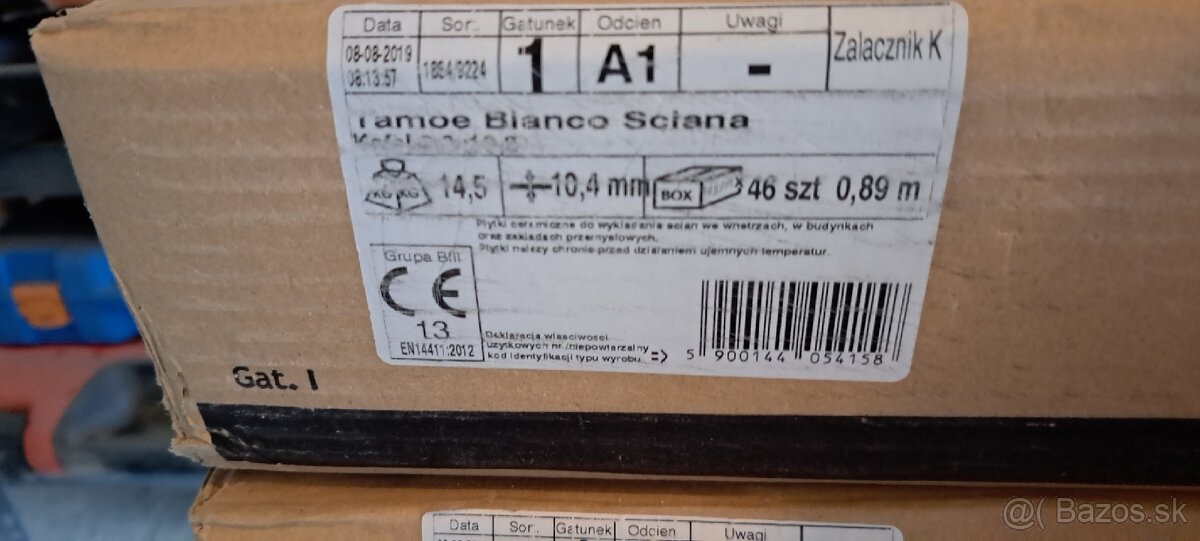 Data Sor. Gatunek Odcien Uwagi
08-08-2019
08:13:57
1 A1 - Zalacznik K
Tamoe Bianco Sciana
KG KG 14,5 10,4 mm BOX 46 szt 0,89 m
Plytki ceramiczne do wykladania scian we wnetrzach, w budynkach
oraz zakladach przemyslowych.
Plytki nalezy chronic przed dzialaniem ujemnych temperatur.
Grupa BIII
CE
13
EN14411:2012
Deklaracja wlasciwosci
uzytkowych nr /niepowtarzalny
kod identyfikacji typu wyrobu =>
5 900144 054158
Gat. I
Data Sor. Gatunek Odcien Uwagi
@( Bazos.sk